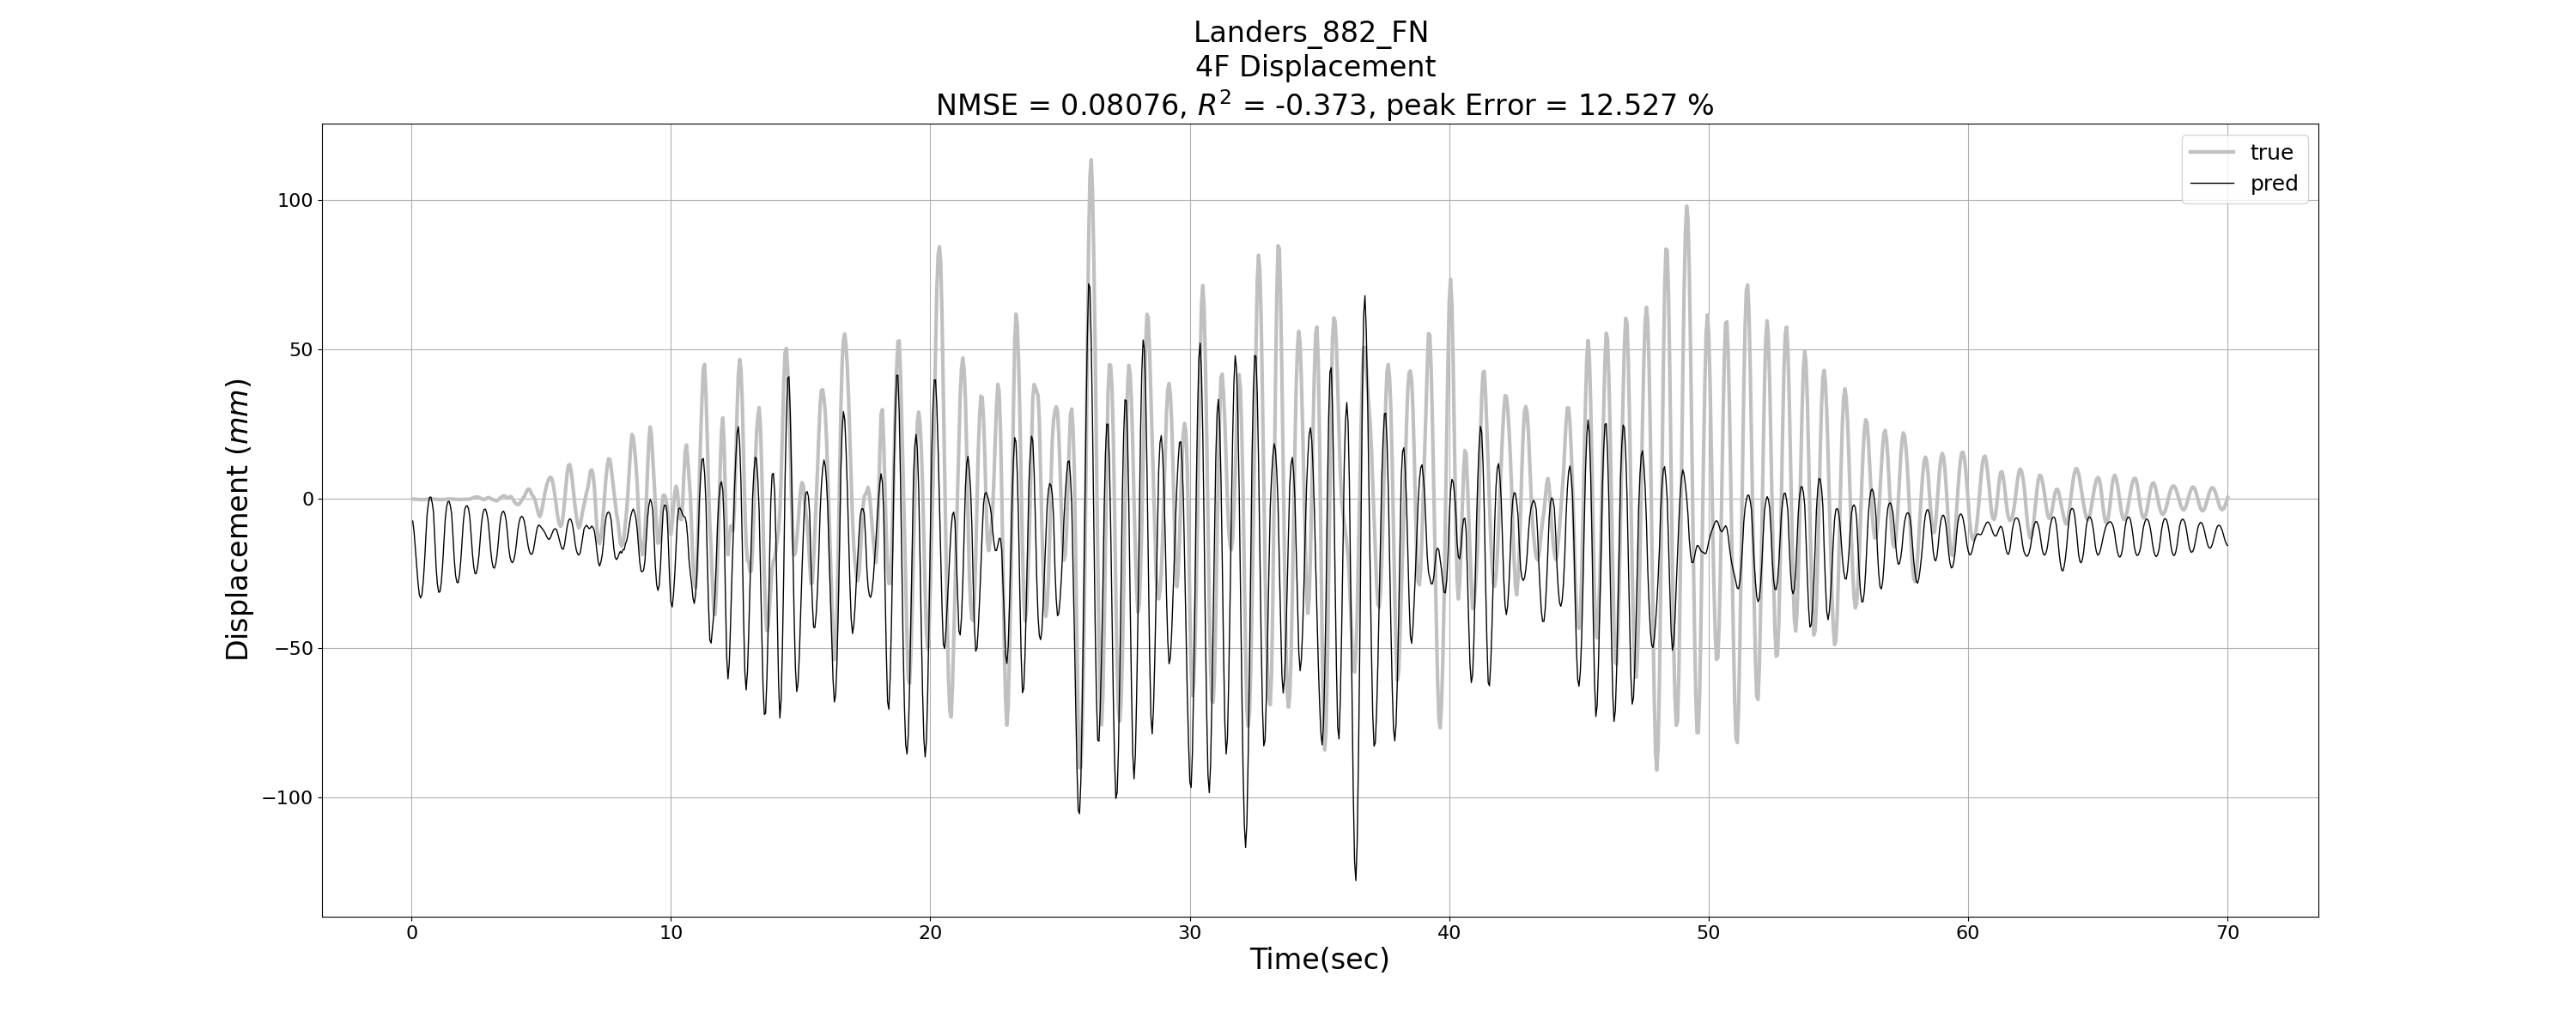 Landers_882_FN
4F Displacement
NMSE = 0.08076, R² = -0.373, peak Error = 12.527 %
true
pred
100
50
0
−50
−100
Displacement (mm)
0 10 20 30 40 50 60 70
Time(sec)